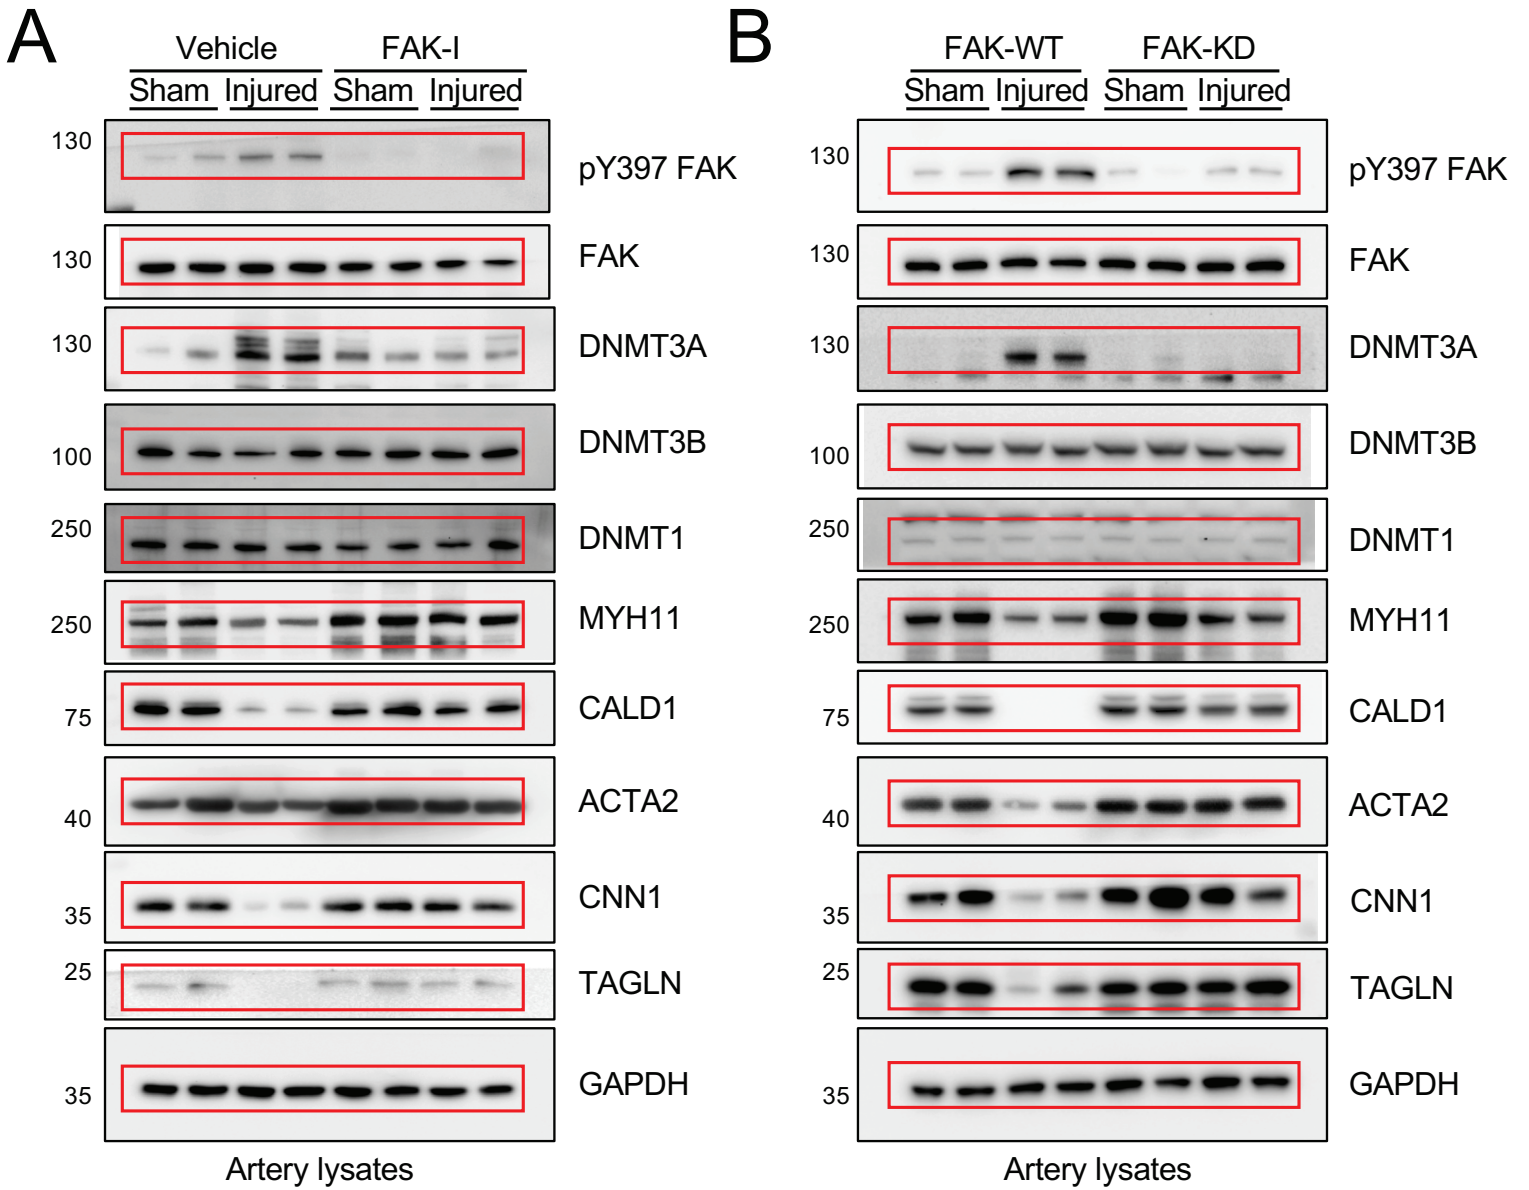 A
Vehicle FAK-I
Sham Injured Sham Injured
130 pY397 FAK
130 FAK
130 DNMT3A
100 DNMT3B
250 DNMT1
250 MYH11
75 CALD1
40 ACTA2
35 CNN1
25 TAGLN
35 GAPDH
Artery lysates
B
FAK-WT FAK-KD
Sham Injured Sham Injured
130 pY397 FAK
130 FAK
130 DNMT3A
100 DNMT3B
250 DNMT1
250 MYH11
75 CALD1
40 ACTA2
35 CNN1
25 TAGLN
35 GAPDH
Artery lysates